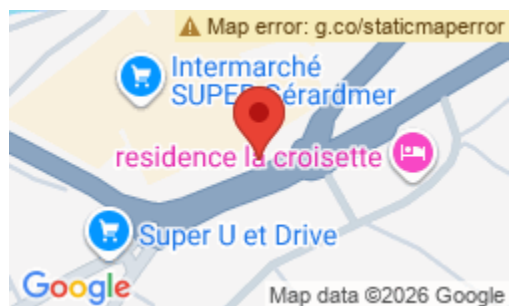 Map error: g.co/staticmaperror
Intermarché
SUPER Gérardmer
residence la croisette
Super U et Drive
Google
Map data ©2026 Google